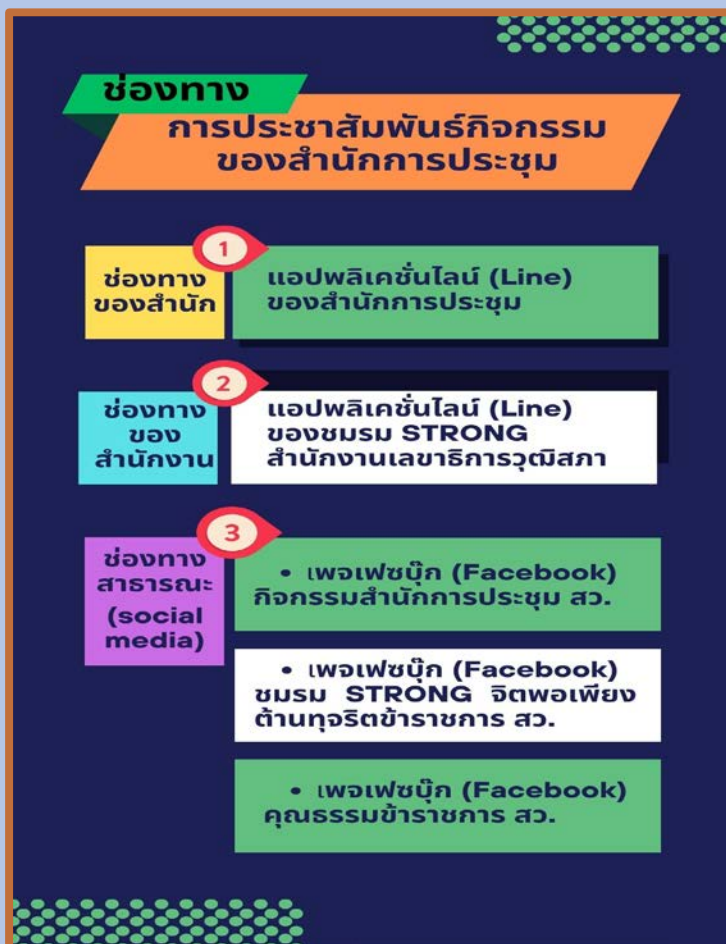 ช่องทาง
การประชาสัมพันธ์กิจกรรม
ของสำนักการประชุม
1
ช่องทาง
ของสำนัก
แอปพลิเคชั่นไลน์ (Line)
ของสำนักการประชุม
2
ช่องทาง
ของ
สำนักงาน
แอปพลิเคชั่นไลน์ (Line)
ของชมรม STRONG
สำนักงานเลขาธิการวุฒิสภา
3
ช่องทาง
สาธารณะ
(social
media)
• เพจเฟซบุ๊ก (Facebook)
กิจกรรมสำนักการประชุม สว.
• เพจเฟซบุ๊ก (Facebook)
ชมรม STRONG จิตพอเพียง
ต้านทุจริตข้าราชการ สว.
• เพจเฟซบุ๊ก (Facebook)
คุณธรรมข้าราชการ สว.